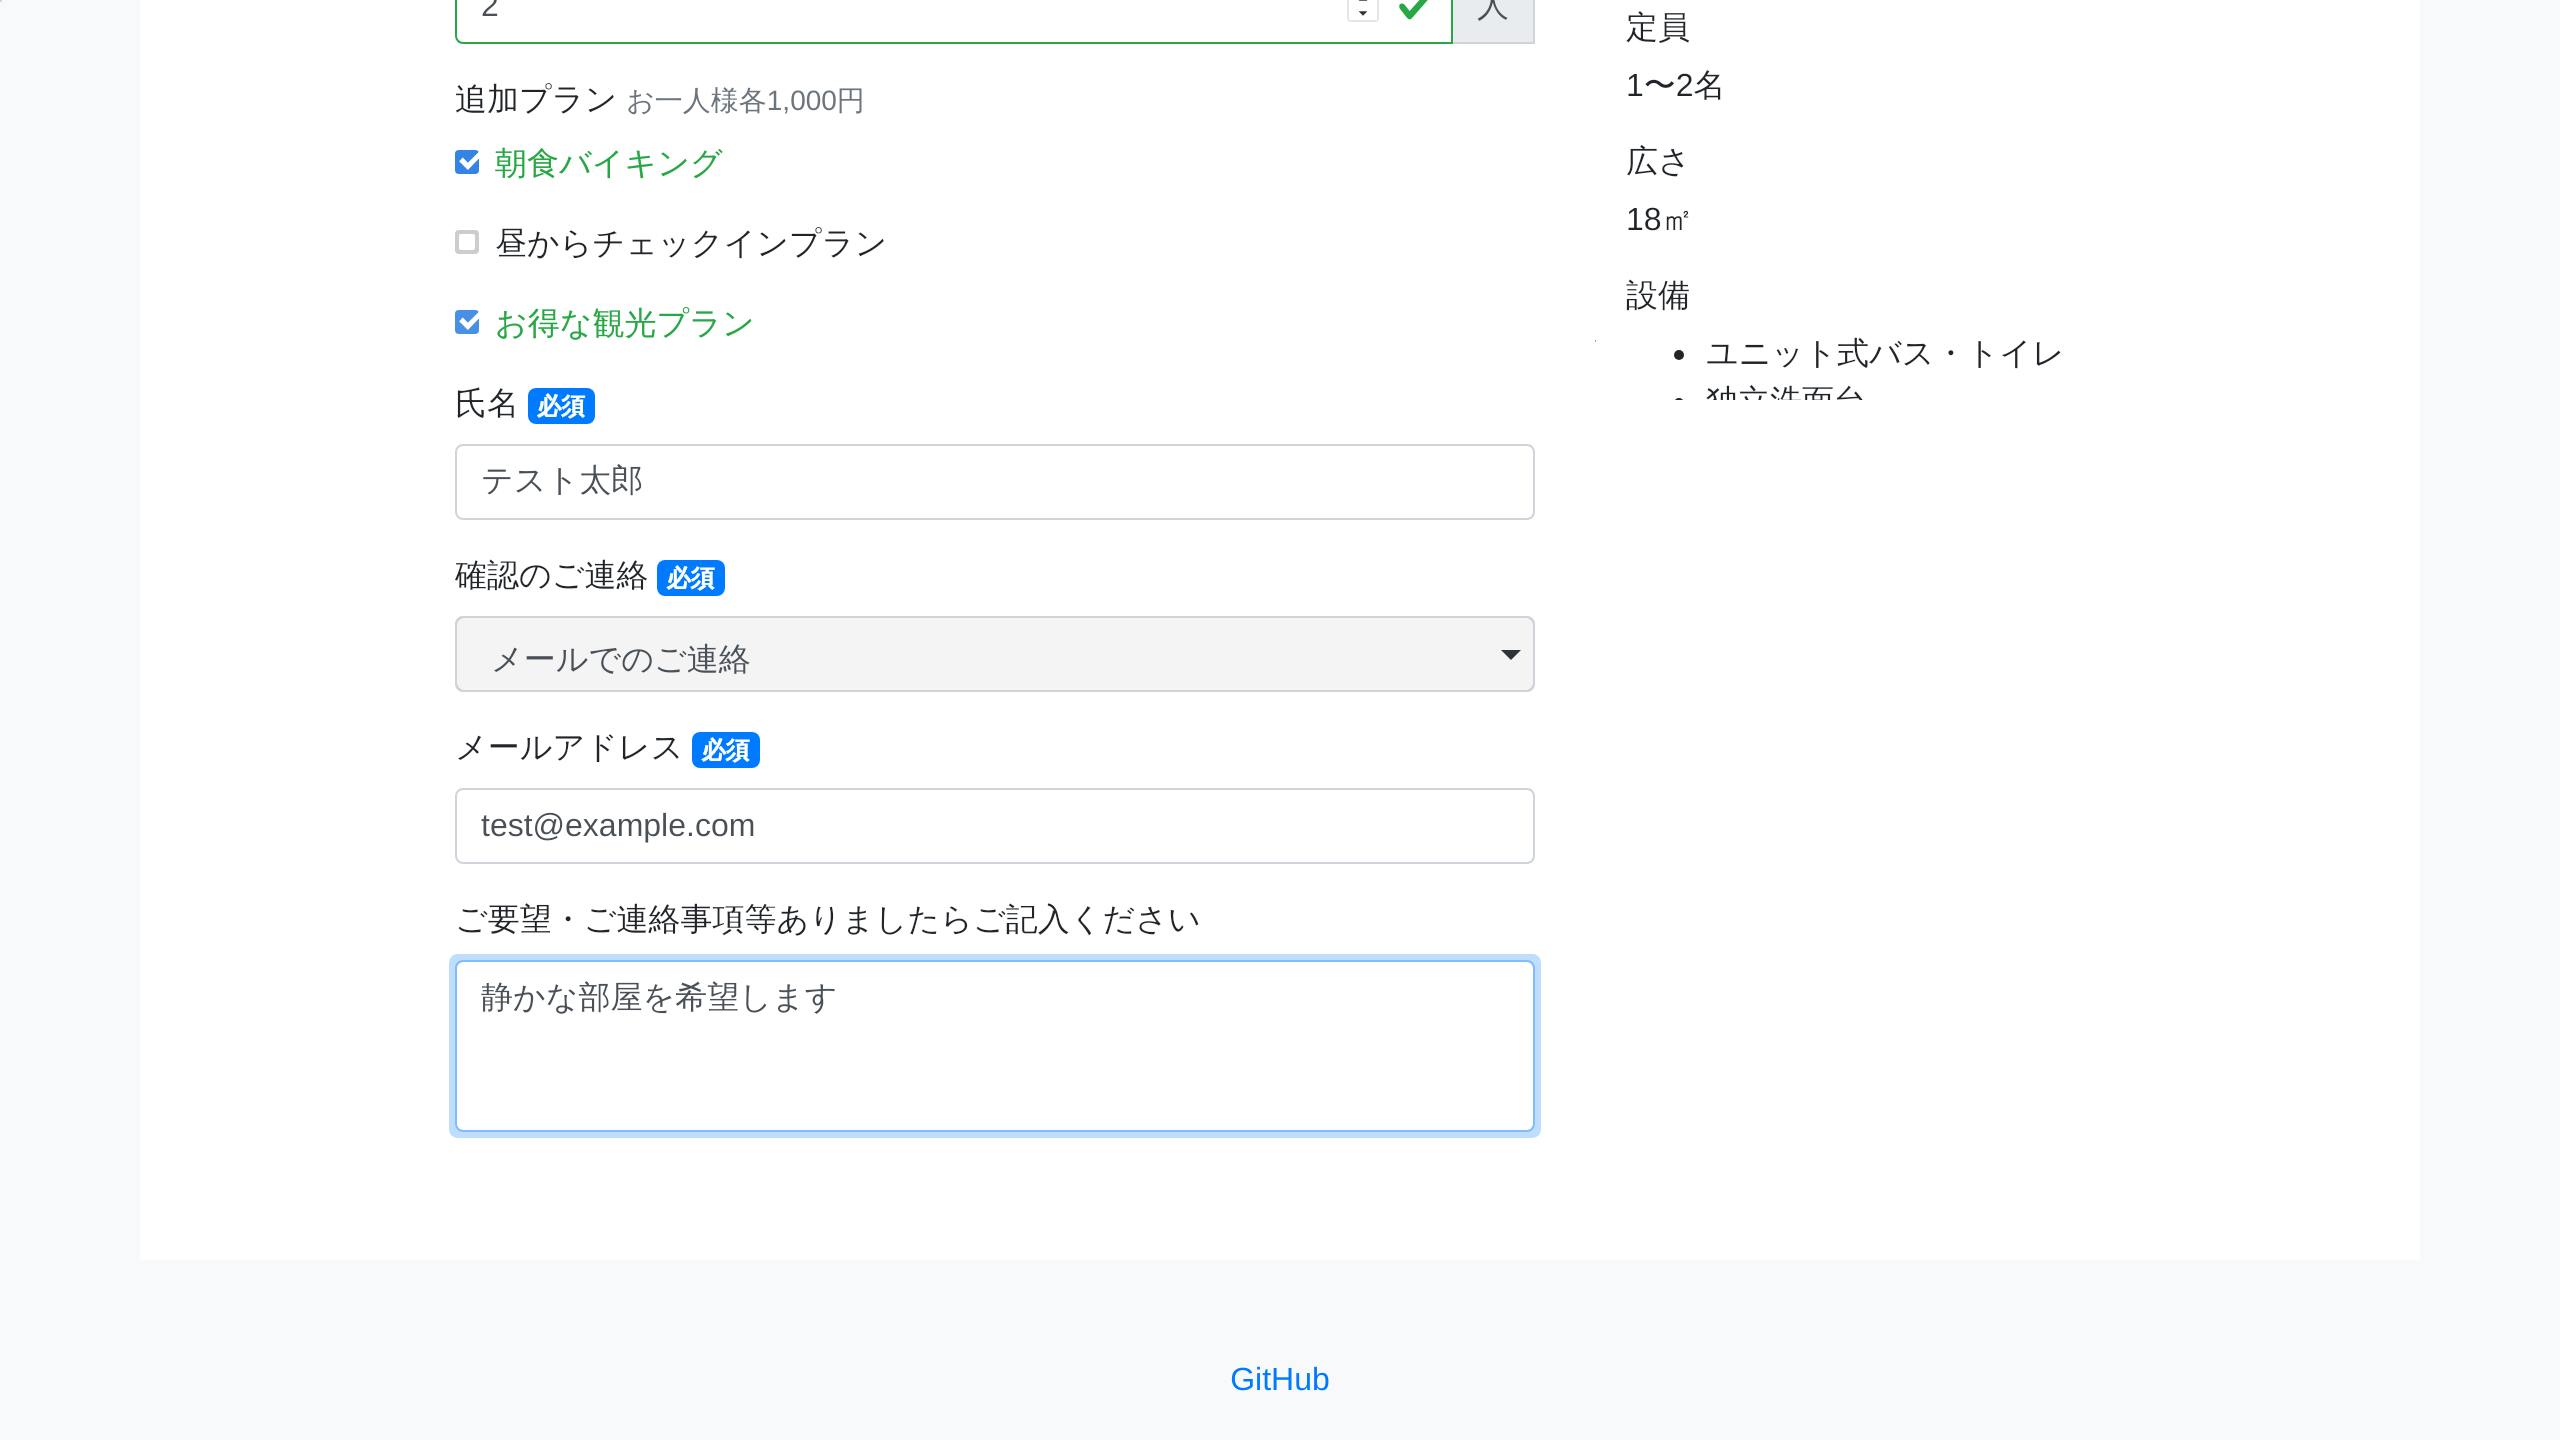 2
人
追加プラン お一人様各1,000円
朝食バイキング
昼からチェックインプラン
お得な観光プラン
氏名 必須
テスト太郎
確認のご連絡 必須
メールでのご連絡
メールアドレス 必須
test@example.com
ご要望・ご連絡事項等ありましたらご記入ください
静かな部屋を希望します
定員
1〜2名
広さ
18㎡
設備
ユニット式バス・トイレ
独立洗面台
GitHub